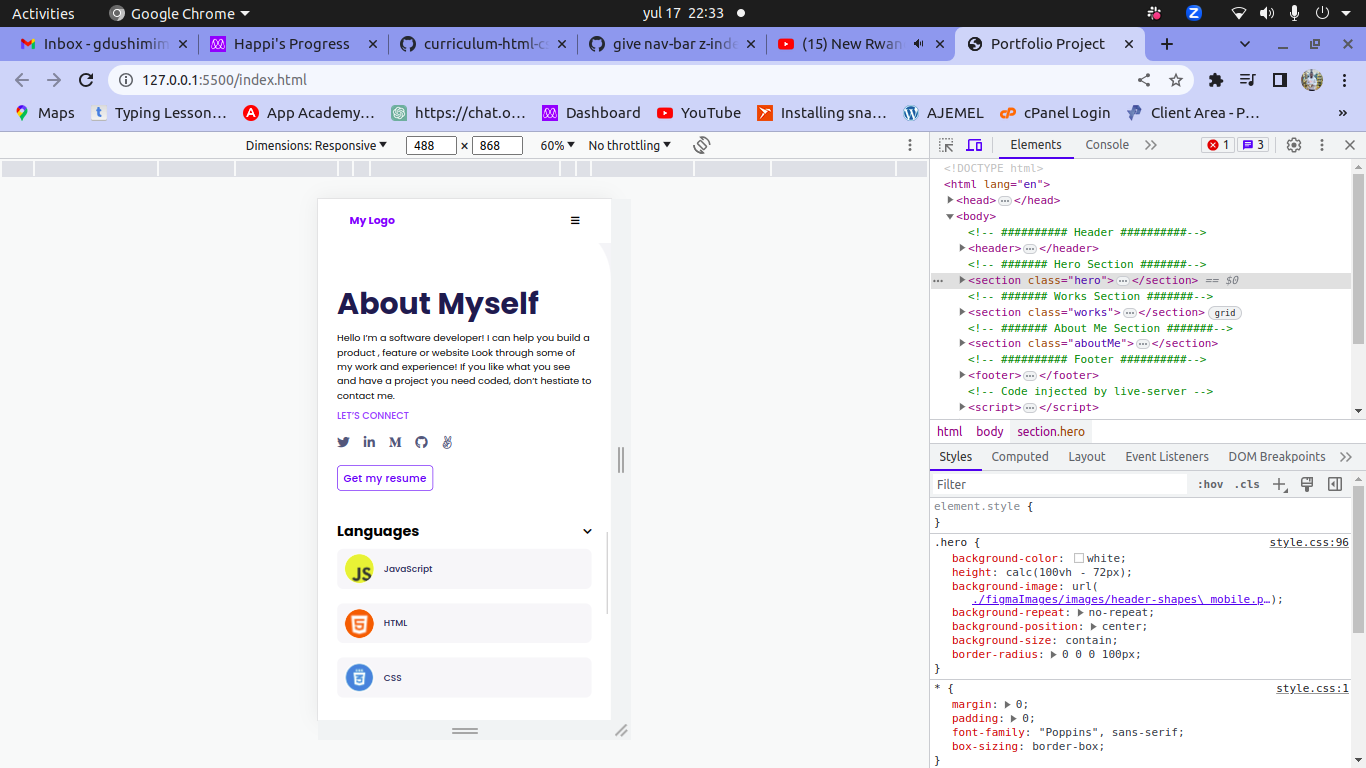 Activities
Google Chrome
yul 17 22:33
Inbox - gdushimim
Happi's Progress
curriculum-html-cs
give nav-bar z-inde
(15) New Rwan
Portfolio Project
127.0.0.1:5500/index.html
Maps
Typing Lesson…
App Academy…
https://chat.o…
Dashboard
YouTube
Installing sna…
AJEMEL
cPanel Login
Client Area - P…
»
Dimensions: Responsive
488 × 868
60%
No throttling
Elements
Console
1
3
My Logo
About Myself
Hello I'm a software developer! I can help you build a
product , feature or website Look through some of
my work and experience! If you like what you see
and have a project you need coded, don't hestiate to
contact me.
LET'S CONNECT
Get my resume
Languages
JS
JavaScript
HTML
CSS
<!DOCTYPE html>
<html lang="en">
<head>…</head>
<body>
<!-- ########## Header ##########-->
<header>…</header>
<!-- ####### Hero Section #######-->
… <section class="hero">…</section> == $0
<!-- ####### Works Section #######-->
<section class="works">…</section> grid
<!-- ####### About Me Section #######-->
<section class="aboutMe">…</section>
<!-- ########## Footer ##########-->
<footer>…</footer>
<!-- Code injected by live-server -->
<script>…</script>
html body section.hero
Styles
Computed
Layout
Event Listeners
DOM Breakpoints
Filter
:hov .cls
element.style {
}
.hero { style.css:96
background-color: white;
height: calc(100vh - 72px);
background-image: url(
./figmaImages/images/header-shapes\ mobile.p…);
background-repeat: no-repeat;
background-position: center;
background-size: contain;
border-radius: 0 0 0 100px;
}
* { style.css:1
margin: 0;
padding: 0;
font-family: "Poppins", sans-serif;
box-sizing: border-box;
}